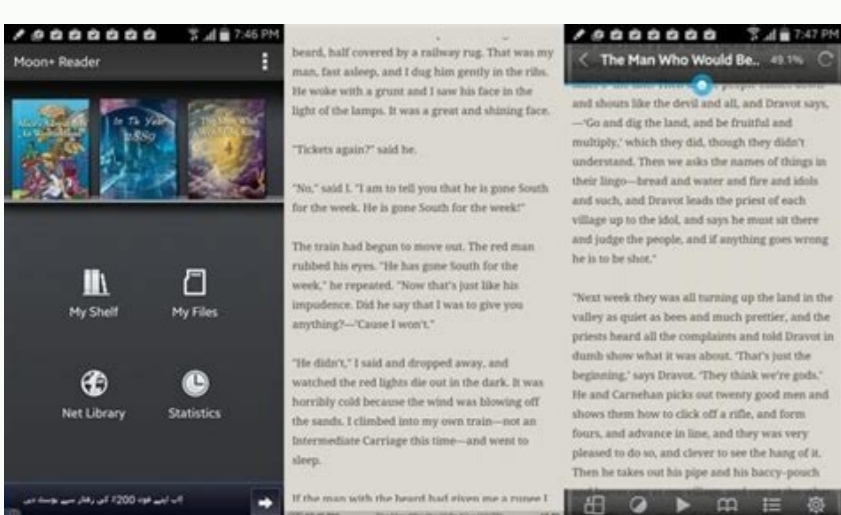 7:46 PM
Moon+ Reader
In The Year
2889
My Shelf
My Files
Net Library
Statistics
beard, half covered by a railway rug. That was my
man, fast asleep, and I dug him gently in the ribs.
He woke with a grunt and I saw his face in the
light of the lamps. It was a great and shining face.
"Tickets again?" said he.
"No," said I. "I am to tell you that he is gone South
for the week. He is gone South for the week!"
The train had begun to move out. The red man
rubbed his eyes. "He has gone South for the
week," he repeated. "Now that's just like his
impudence. Did he say that I was to give you
anything?—'Cause I won't."
"He didn't," I said and dropped away, and
watched the red lights die out in the dark. It was
horribly cold because the wind was blowing off
the sands. I climbed into my own train—not an
Intermediate Carriage this time—and went to
sleep.
If the man with the beard had given me a rupee I
7:47 PM
The Man Who Would Be.. 49.1%
and shouts like the devil and all, and Dravot says,
—'Go and dig the land, and be fruitful and
multiply,' which they did, though they didn't
understand. Then we asks the names of things in
their lingo—bread and water and fire and idols
and such, and Dravot leads the priest of each
village up to the idol, and says he must sit there
and judge the people, and if anything goes wrong
he is to be shot."
"Next week they was all turning up the land in the
valley as quiet as bees and much prettier, and the
priests heard all the complaints and told Dravot in
dumb show what it was about. 'That's just the
beginning,' says Dravot. 'They think we're gods.'
He and Carnehan picks out twenty good men and
shows them how to click off a rifle, and form
fours, and advance in line, and they was very
pleased to do so, and clever to see the hang of it.
Then he takes out his pipe and his baccy-pouch